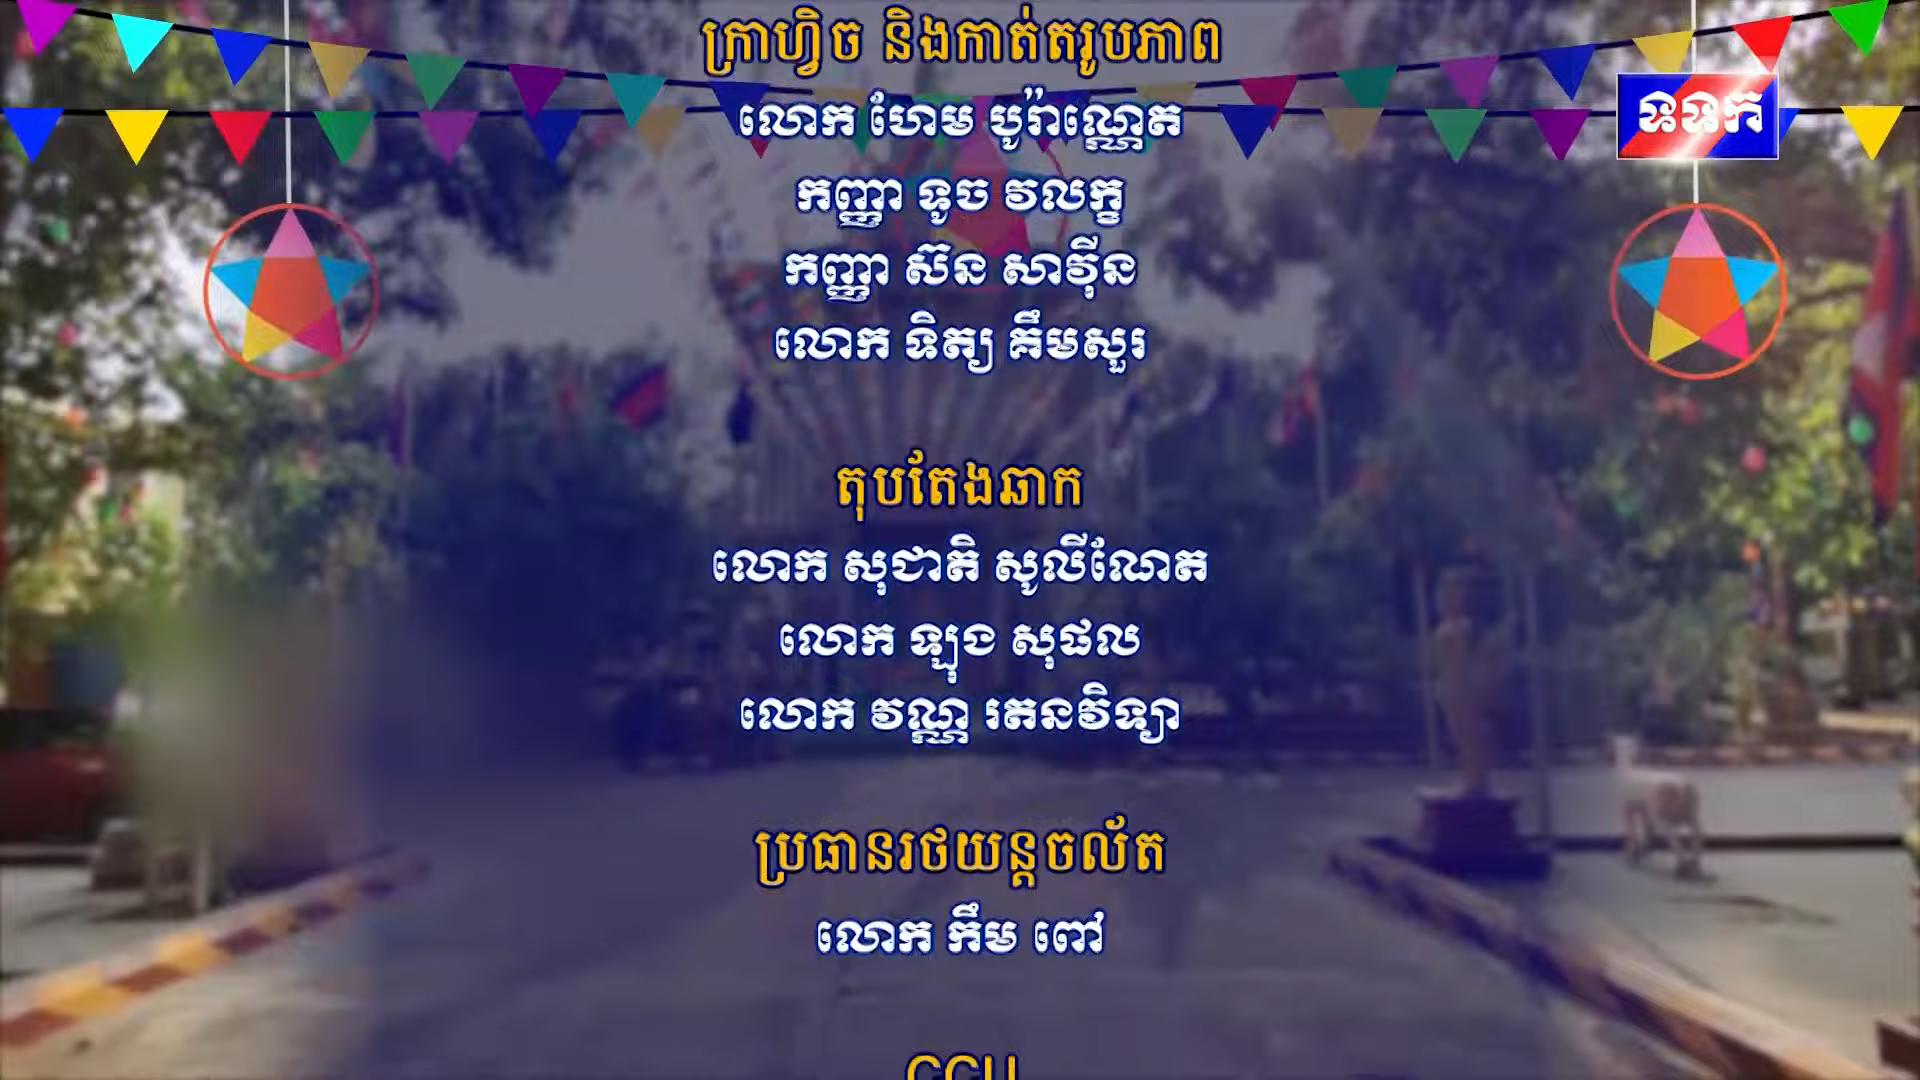 ក្រាហ្វិច និងកាត់តរូបភាព
ទទក
លោក ហែម បូរ៉ាណ្ណេត
កញ្ញា ទូច វលក្ខ
កញ្ញា ស៊ន សាវ៉ីន
លោក ទិត្យ គឹមសួរ
តុបតែងឆាក
លោក សុជាតិ សូលីណែត
លោក ឡុង សុផល
លោក វណ្ណ រតនវិទ្យា
ប្រធានរថយន្តចល័ត
លោក កឹម ពៅ
CCU